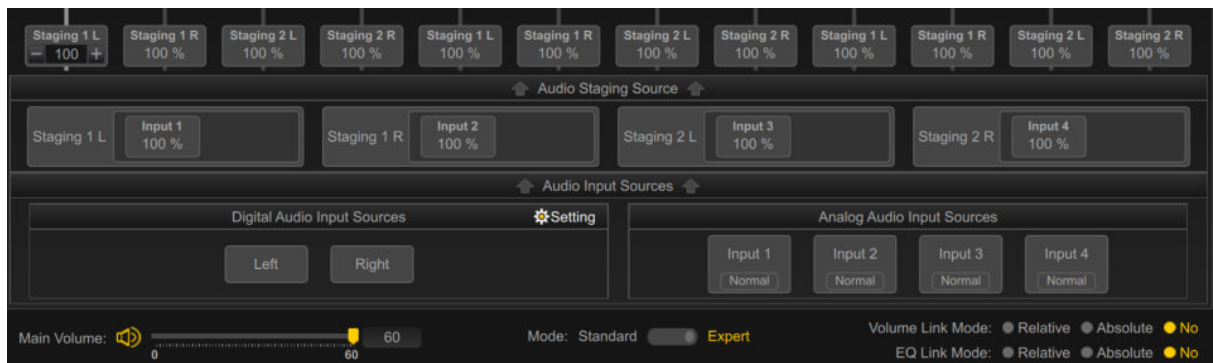 Staging 1 L Staging 1 R Staging 2 L Staging 2 R Staging 1 L Staging 1 R Staging 2 L Staging 2 R Staging 1 L Staging 1 R Staging 2 L Staging 2 R
− 100 + 100 % 100 % 100 % 100 % 100 % 100 % 100 % 100 % 100 % 100 % 100 %
Audio Staging Source
Staging 1 L Input 1 100 % Staging 1 R Input 2 100 % Staging 2 L Input 3 100 % Staging 2 R Input 4 100 %
Audio Input Sources
Digital Audio Input Sources Setting Analog Audio Input Sources
Left Right Input 1 Input 2 Input 3 Input 4
Normal Normal Normal Normal
Main Volume: 0 60 60 Mode: Standard Expert Volume Link Mode: Relative Absolute No
EQ Link Mode: Relative Absolute No